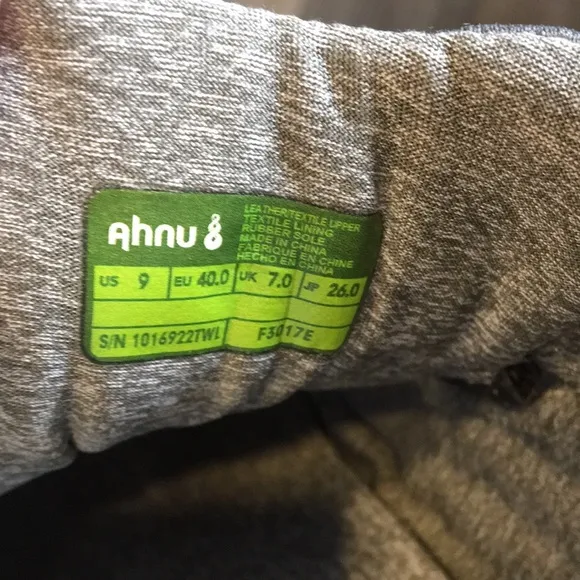 Ahnu
LEATHER/TEXTILE UPPER
TEXTILE LINING
RUBBER SOLE
MADE IN CHINA
FABRIQUE EN CHINE
HECHO EN CHINA
US 9 EU 40.0 UK 7.0 JP 26.0
S/N 1016922TWL F3017E